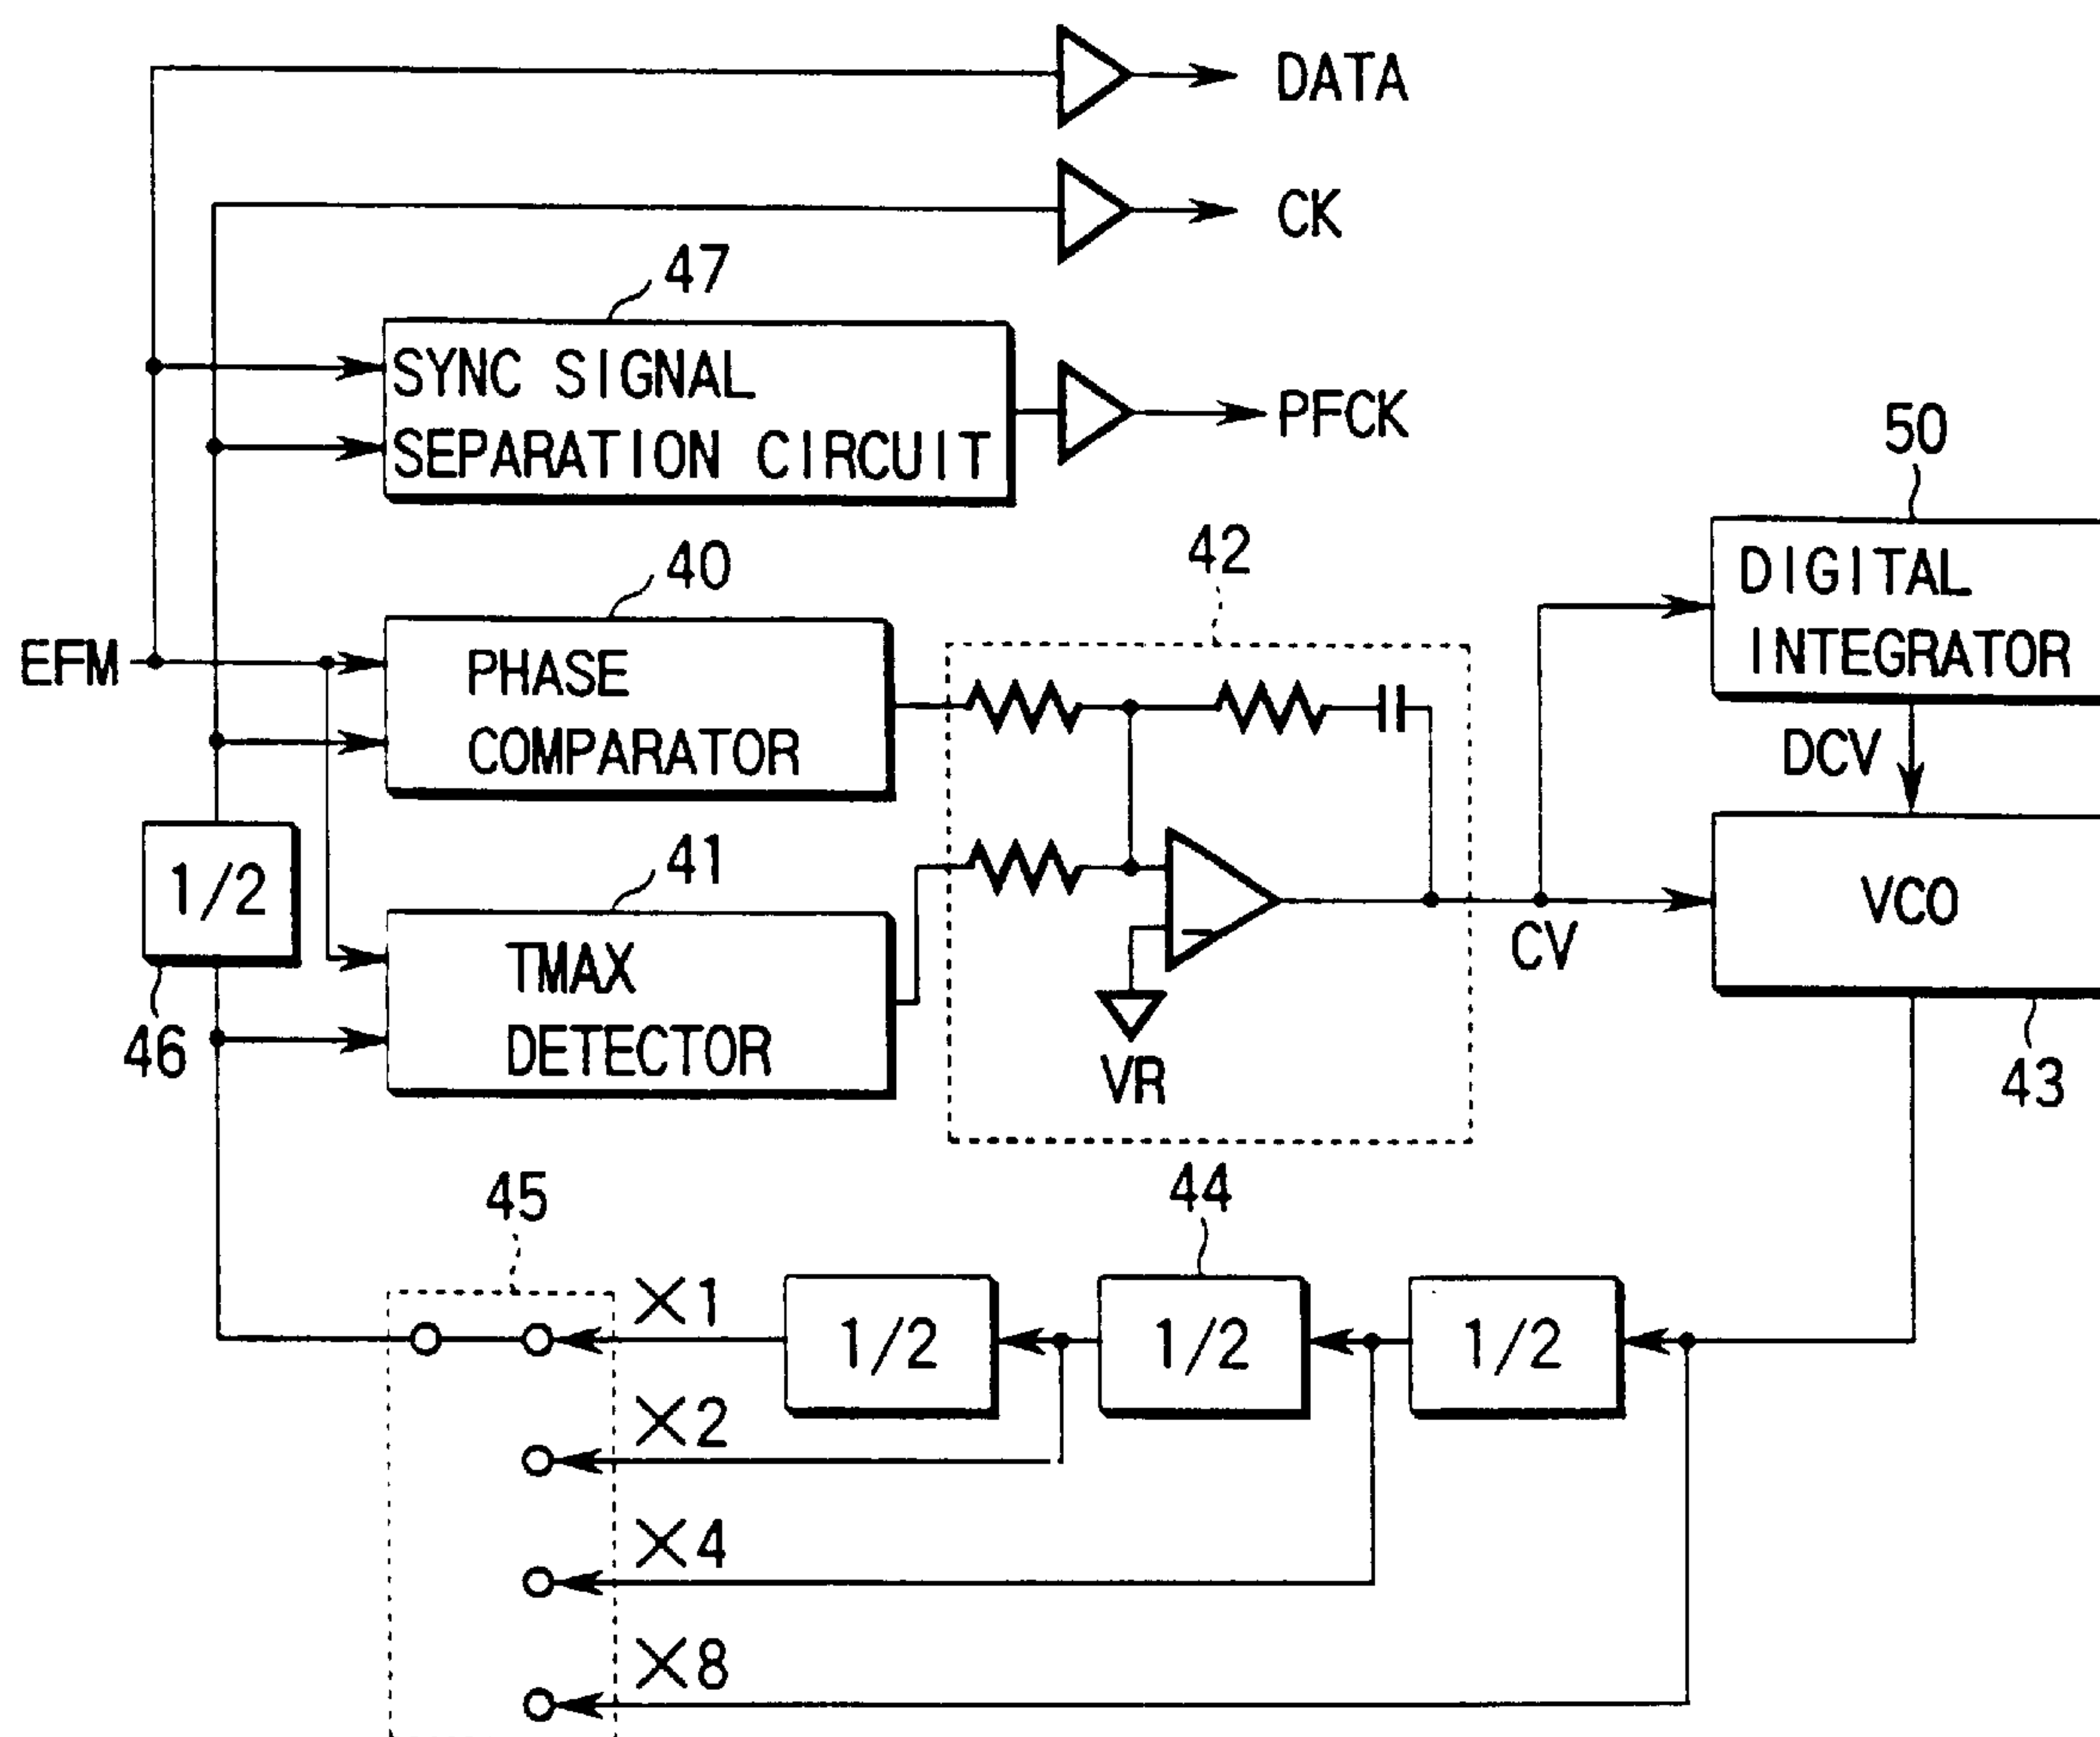 DATA
CK
47
SYNC SIGNAL
SEPARATION CIRCUIT
PFCK
50
DIGITAL
INTEGRATOR
42
40
EFM
PHASE
COMPARATOR
DCV
1/2
46
41
TMAX
DETECTOR
VR
CV
VCO
43
45
44
×1
1/2
1/2
1/2
×2
×4
×8